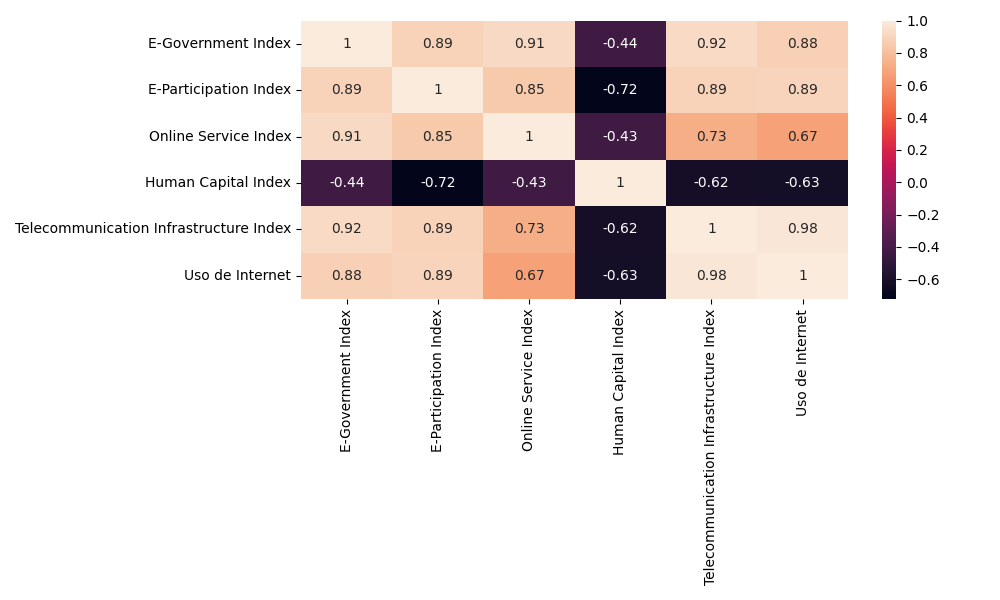 E-Government Index 1 0.89 0.91 -0.44 0.92 0.88
E-Participation Index 0.89 1 0.85 -0.72 0.89 0.89
Online Service Index 0.91 0.85 1 -0.43 0.73 0.67
Human Capital Index -0.44 -0.72 -0.43 1 -0.62 -0.63
Telecommunication Infrastructure Index 0.92 0.89 0.73 -0.62 1 0.98
Uso de Internet 0.88 0.89 0.67 -0.63 0.98 1
E-Government Index
E-Participation Index
Online Service Index
Human Capital Index
Telecommunication Infrastructure Index
Uso de Internet
1.0
0.8
0.6
0.4
0.2
0.0
−0.2
−0.4
−0.6